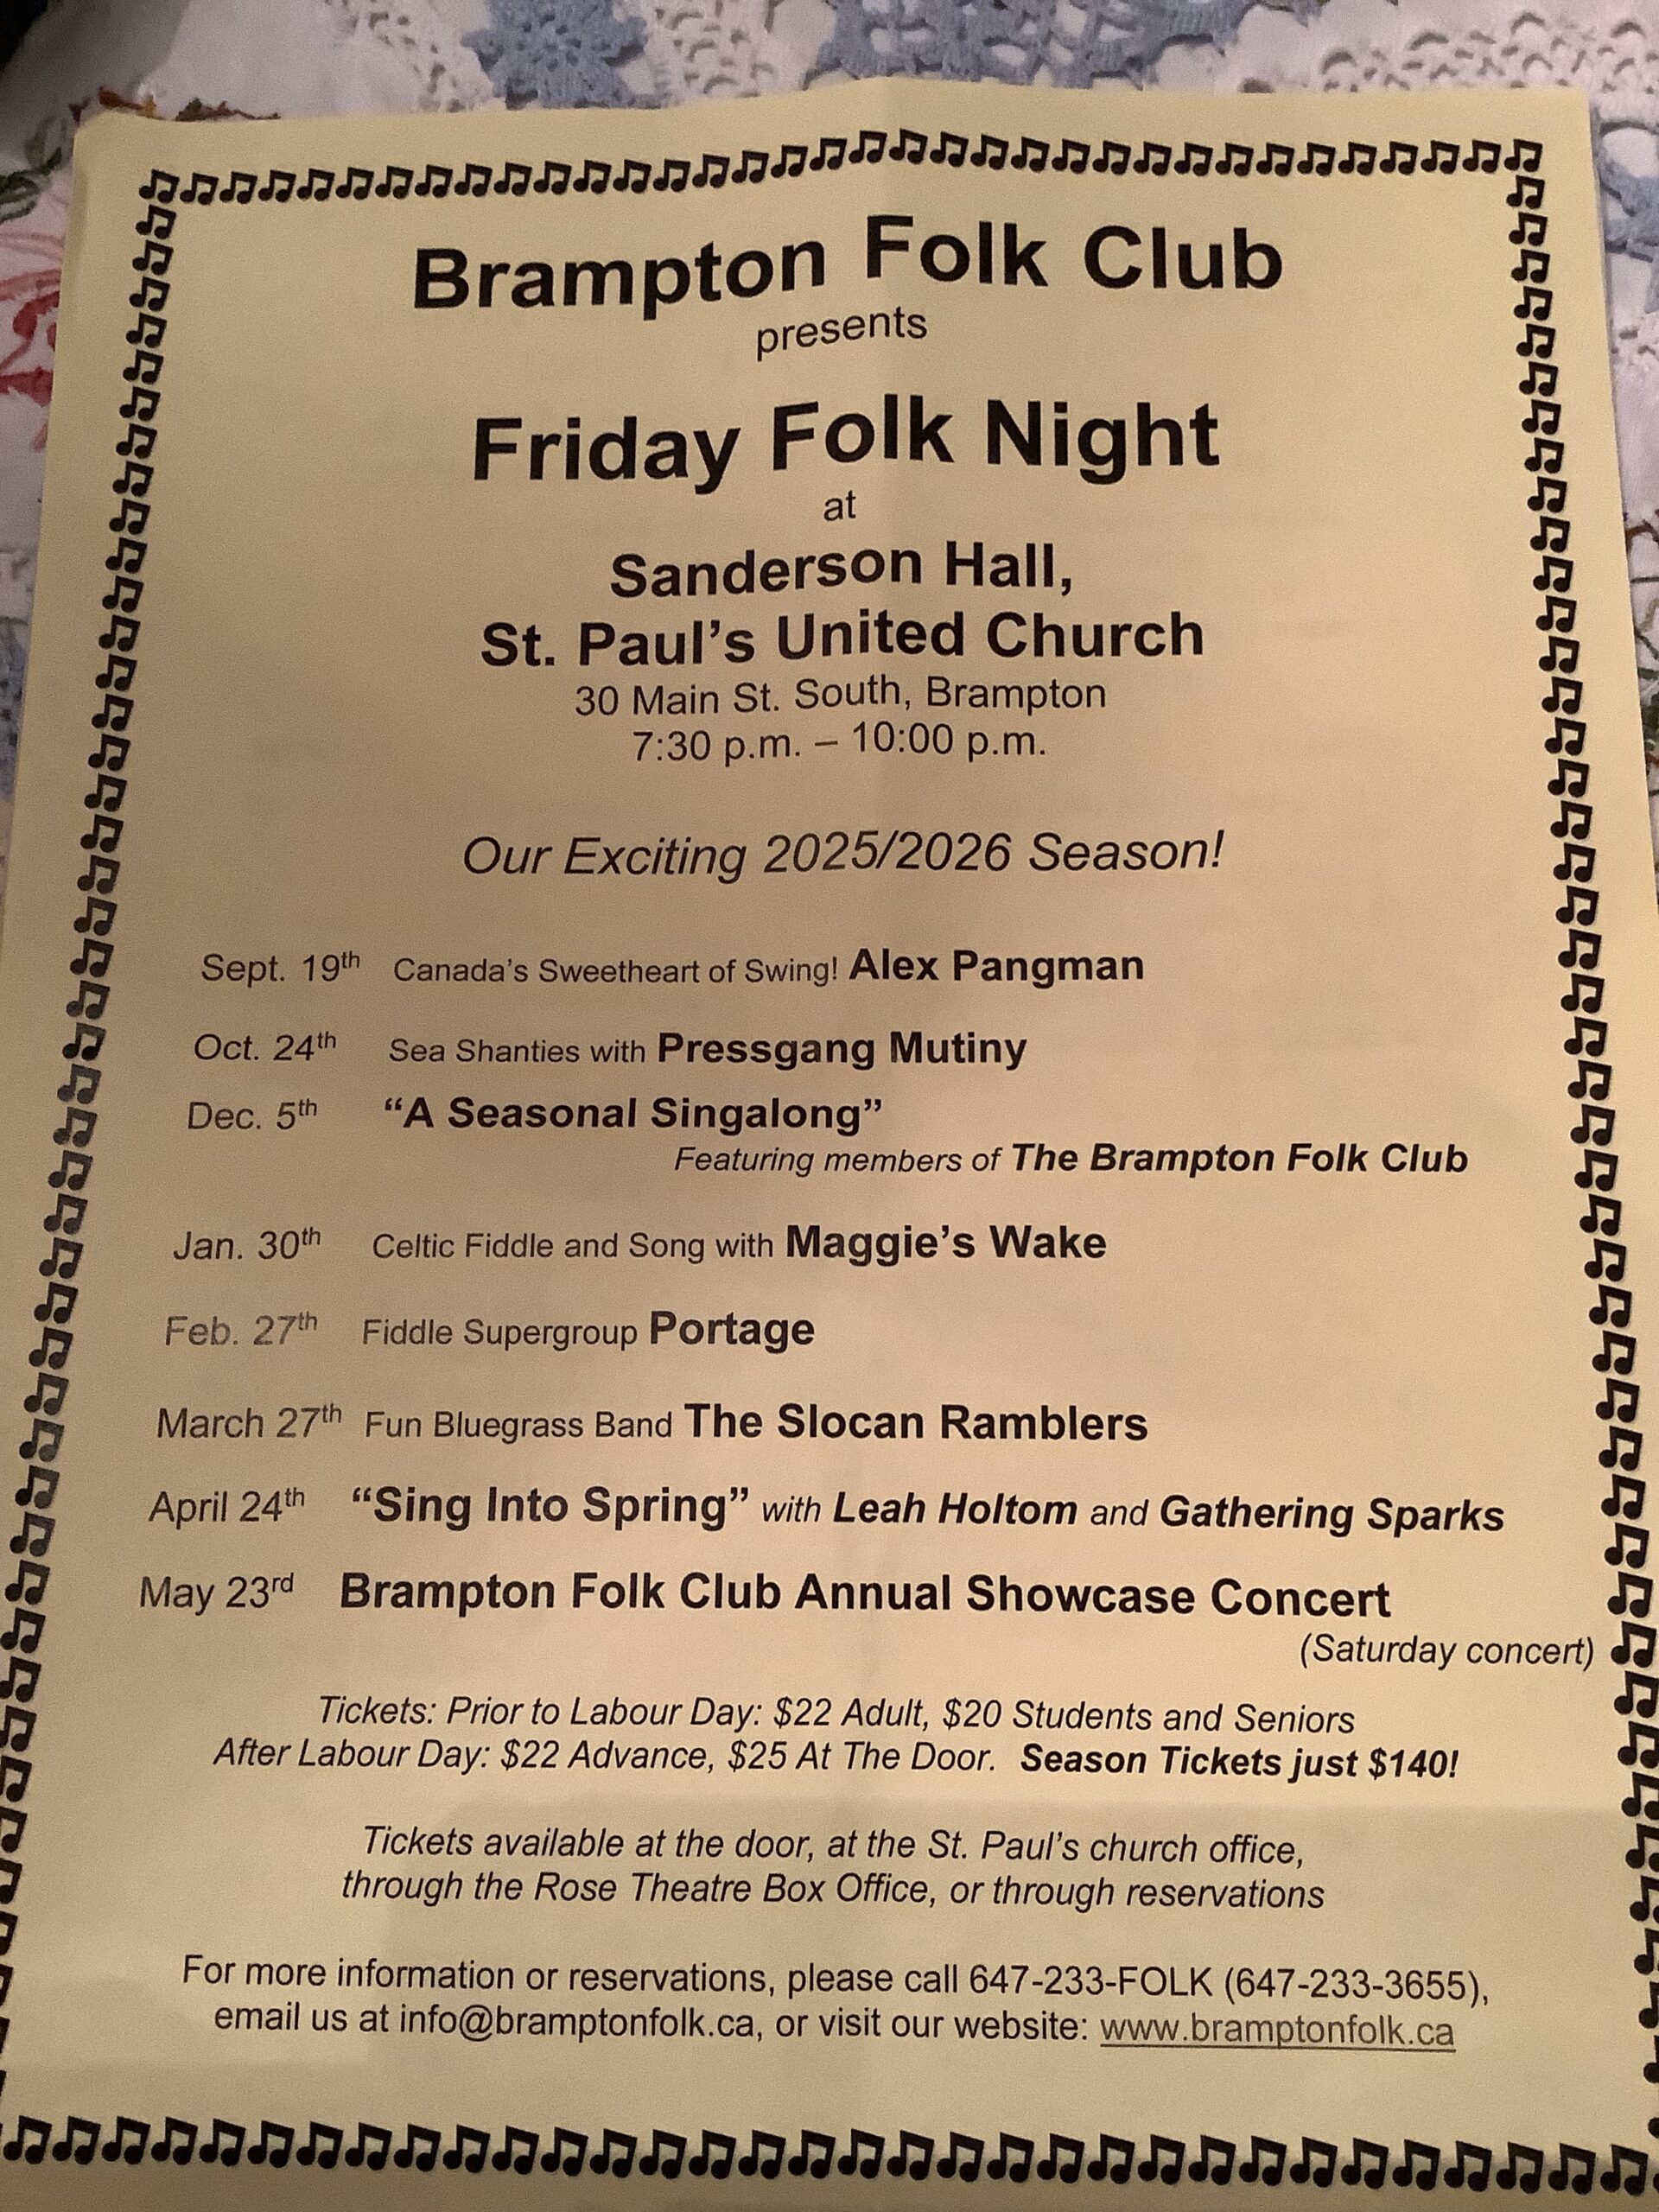 Brampton Folk Club
presents
Friday Folk Night
at
Sanderson Hall,
St. Paul’s United Church
30 Main St. South, Brampton
7:30 p.m. – 10:00 p.m.
Our Exciting 2025/2026 Season!
Sept. 19th Canada’s Sweetheart of Swing! Alex Pangman
Oct. 24th Sea Shanties with Pressgang Mutiny
Dec. 5th “A Seasonal Singalong”
Featuring members of The Brampton Folk Club
Jan. 30th Celtic Fiddle and Song with Maggie’s Wake
Feb. 27th Fiddle Supergroup Portage
March 27th Fun Bluegrass Band The Slocan Ramblers
April 24th “Sing Into Spring” with Leah Holtom and Gathering Sparks
May 23rd Brampton Folk Club Annual Showcase Concert
(Saturday concert)
Tickets: Prior to Labour Day: $22 Adult, $20 Students and Seniors
After Labour Day: $22 Advance, $25 At The Door. Season Tickets just $140!
Tickets available at the door, at the St. Paul’s church office,
through the Rose Theatre Box Office, or through reservations
For more information or reservations, please call 647-233-FOLK (647-233-3655),
email us at info@bramptonfolk.ca, or visit our website: www.bramptonfolk.ca